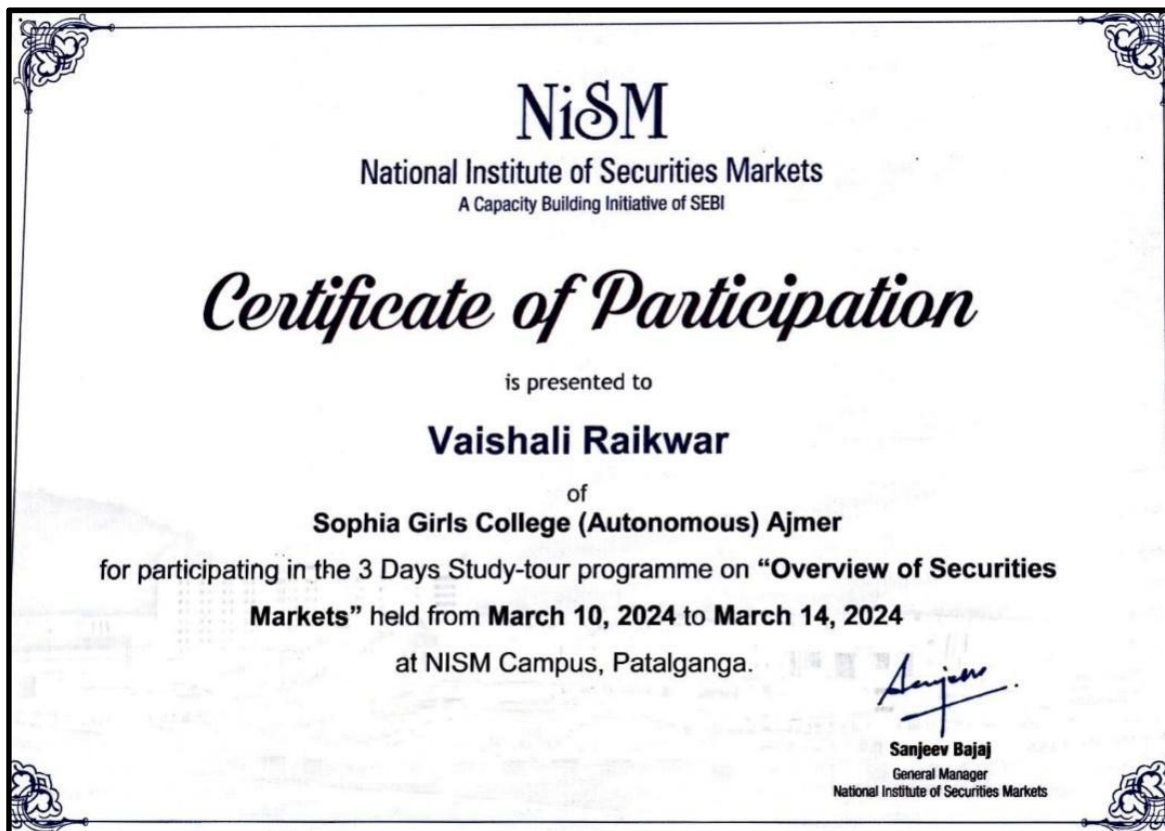 NiSM
National Institute of Securities Markets
A Capacity Building Initiative of SEBI
Certificate of Participation
is presented to
Vaishali Raikwar
of
Sophia Girls College (Autonomous) Ajmer
for participating in the 3 Days Study-tour programme on “Overview of Securities
Markets” held from March 10, 2024 to March 14, 2024
at NISM Campus, Patalganga.
Sanjeev Bajaj
General Manager
National Institute of Securities Markets